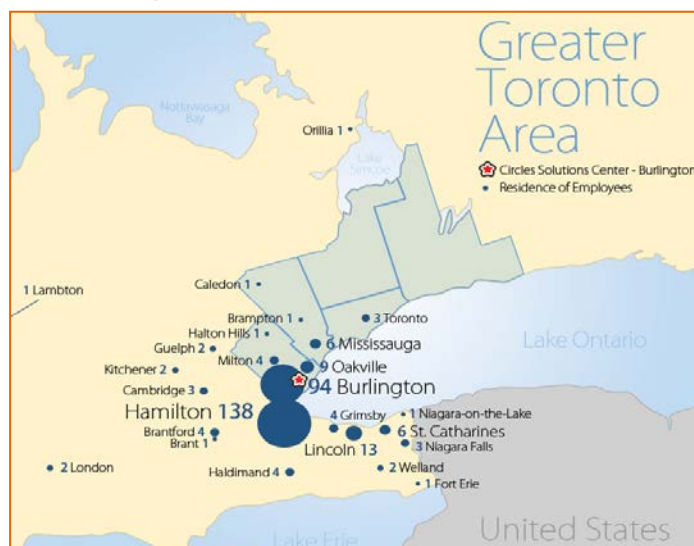 Greater
Toronto
Area
Nottawasaga
Bay
Orillia 1
Lake
Simcoe
Circles Solutions Center - Burlington
Residence of Employees
1 Lambton
Caledon 1
Brampton 1
3 Toronto
Halton Hills 1
6 Mississauga
Guelph 2
Lake Ontario
Milton 4
9 Oakville
Kitchener 2
94 Burlington
Cambridge 3
Hamilton 138
4 Grimsby
1 Niagara-on-the-Lake
Brantford 4
6 St. Catharines
Brant 1
Lincoln 13
3 Niagara Falls
2 London
Haldimand 4
2 Welland
1 Fort Erie
United States
Lake Erie